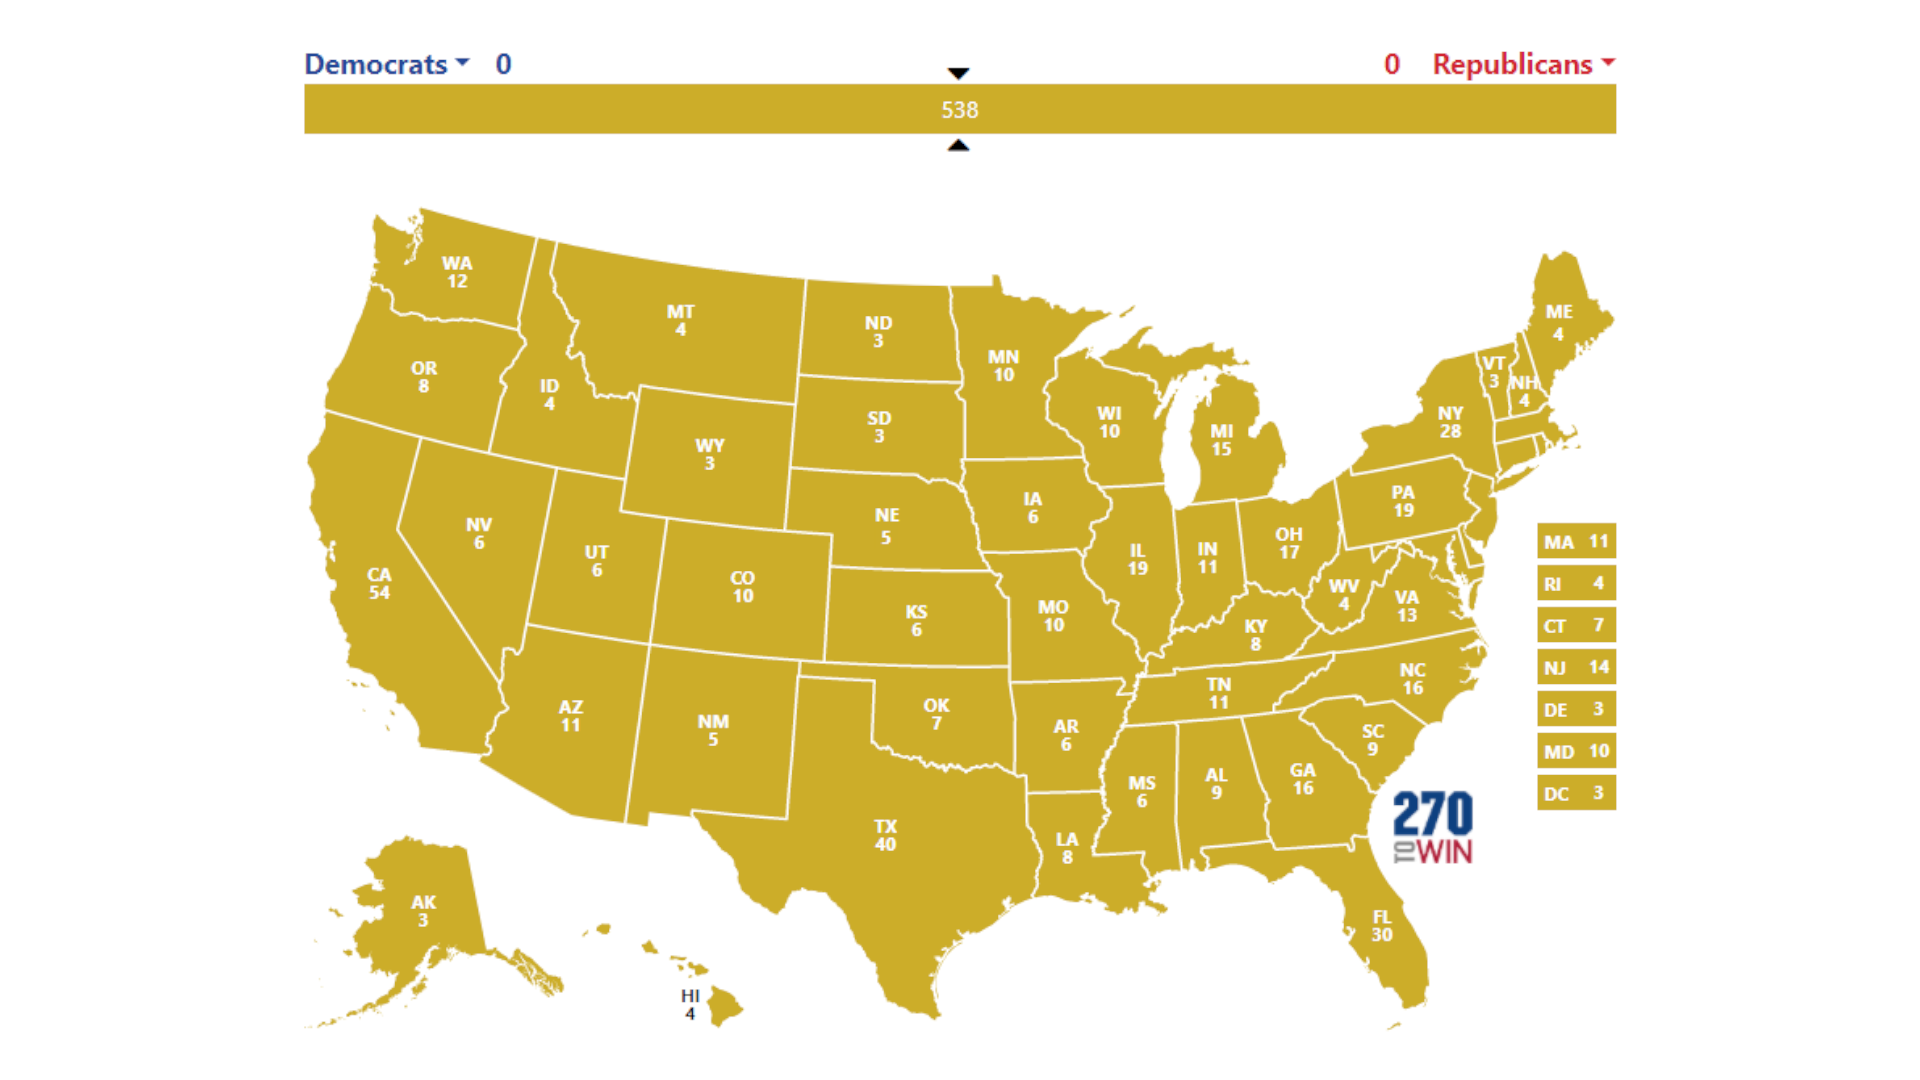 Democrats 0
0 Republicans
538
WA
12
MT
4
ND
3
MN
10
ME
4
OR
8
ID
4
VT
3
NH
4
SD
3
WI
10
NY
28
MI
15
WY
3
PA
19
IA
6
NE
5
NV
6
OH
17
MA 11
IL
19
IN
11
UT
6
CO
10
CA
54
RI 4
WV
4
VA
13
KS
6
MO
10
CT 7
KY
8
NJ 14
NC
16
TN
11
AZ
11
NM
5
OK
7
DE 3
AR
6
SC
9
MD 10
MS
6
AL
9
GA
16
DC 3
270
TO WIN
TX
40
LA
8
AK
3
FL
30
HI
4